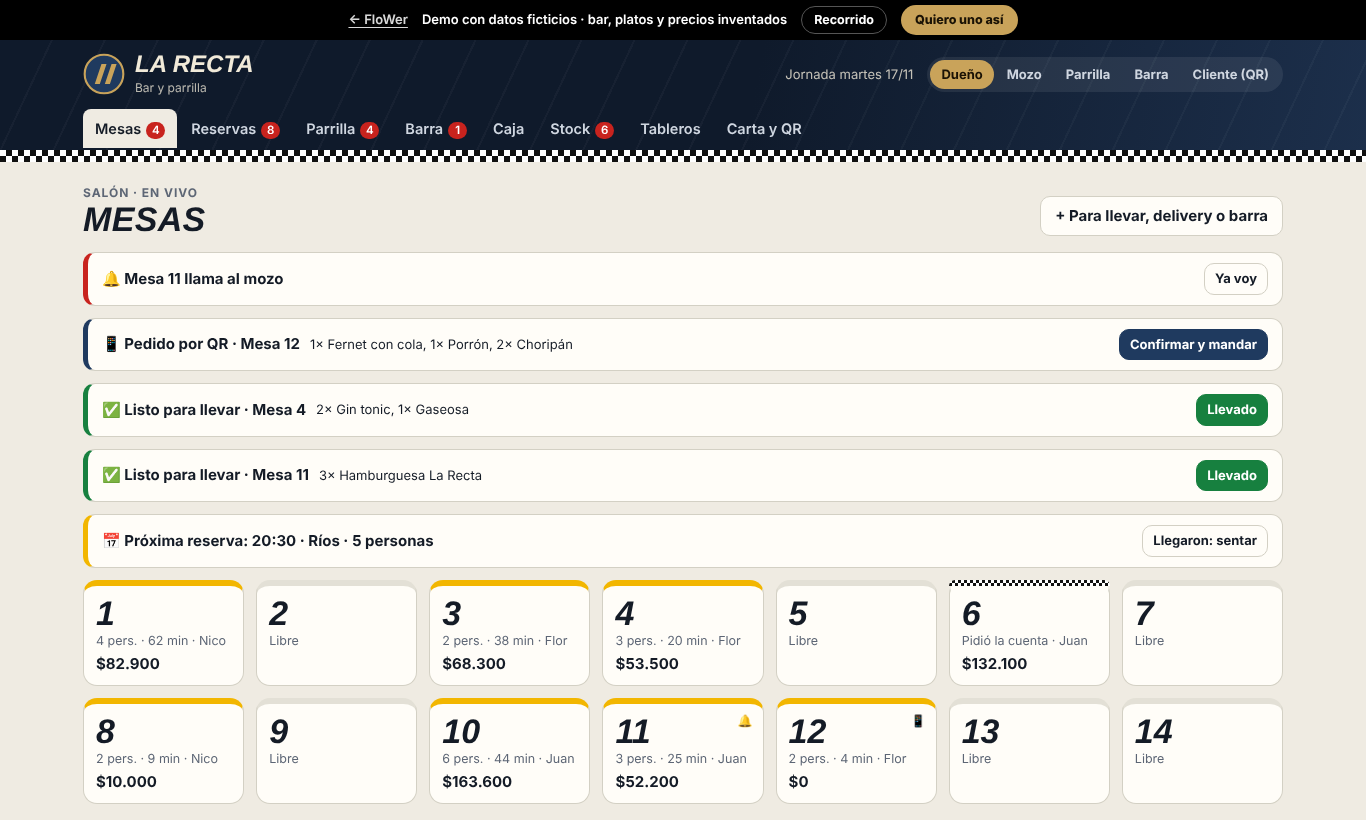 ← FloWer Demo con datos ficticios · bar, platos y precios inventados Recorrido Quiero uno así
LA RECTA
Bar y parrilla
Jornada martes 17/11 Dueño Mozo Parrilla Barra Cliente (QR)
Mesas 4 Reservas 8 Parrilla 4 Barra 1 Caja Stock 6 Tableros Carta y QR
SALÓN · EN VIVO
MESAS
+ Para llevar, delivery o barra
🔔 Mesa 11 llama al mozo Ya voy
📱 Pedido por QR · Mesa 12 1× Fernet con cola, 1× Porrón, 2× Choripán Confirmar y mandar
✅ Listo para llevar · Mesa 4 2× Gin tonic, 1× Gaseosa Llevado
✅ Listo para llevar · Mesa 11 3× Hamburguesa La Recta Llevado
📅 Próxima reserva: 20:30 · Ríos · 5 personas Llegaron: sentar
1
4 pers. · 62 min · Nico
$82.900
2
Libre
3
2 pers. · 38 min · Flor
$68.300
4
3 pers. · 20 min · Flor
$53.500
5
Libre
6
Pidió la cuenta · Juan
$132.100
7
Libre
8
2 pers. · 9 min · Nico
$10.000
9
Libre
10
6 pers. · 44 min · Juan
$163.600
11 🔔
3 pers. · 25 min · Juan
$52.200
12 📱
2 pers. · 4 min · Flor
$0
13
Libre
14
Libre